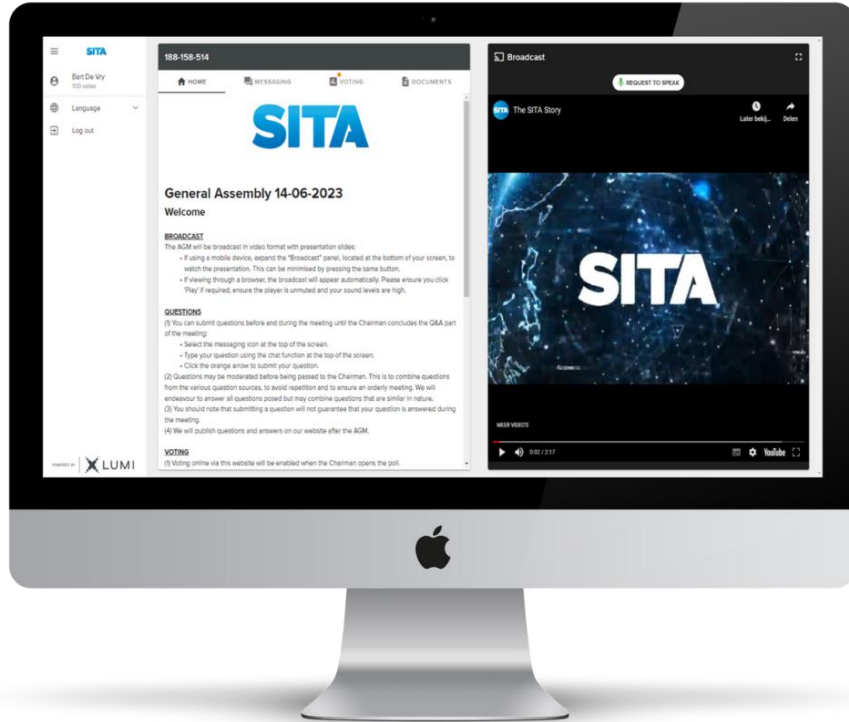 SITA
Bart De Vry
100 votes
Language
Log out
POWERED BY
LUMI
188-158-514
HOME
MESSAGING
VOTING
DOCUMENTS
SITA
General Assembly 14-06-2023
Welcome
BROADCAST
The AGM will be broadcast in video format with presentation slides:
• If using a mobile device, expand the "Broadcast" panel, located at the bottom of your screen, to
watch the presentation. This can be minimised by pressing the same button.
• If viewing through a browser, the broadcast will appear automatically. Please ensure you click
'Play' if required, ensure the player is unmuted and your sound levels are high.
QUESTIONS
(1) You can submit questions before and during the meeting until the Chairman concludes the Q&A part
of the meeting:
• Select the messaging icon at the top of the screen.
• Type your question using the chat function at the top of the screen.
• Click the orange arrow to submit your question.
(2) Questions may be moderated before being passed to the Chairman. This is to combine questions
from the various question sources, to avoid repetition and to ensure an orderly meeting. We will
endeavour to answer all questions posed but may combine questions that are similar in nature.
(3) You should note that submitting a question will not guarantee that your question is answered during
the meeting.
(4) We will publish questions and answers on our website after the AGM.
VOTING
(1) Voting online via this website will be enabled when the Chairman opens the poll.
Broadcast
REQUEST TO SPEAK
SITA
The SITA Story
Later bekij...
Delen
SITA
MEER VIDEO'S
0:02 / 2:17
YouTube